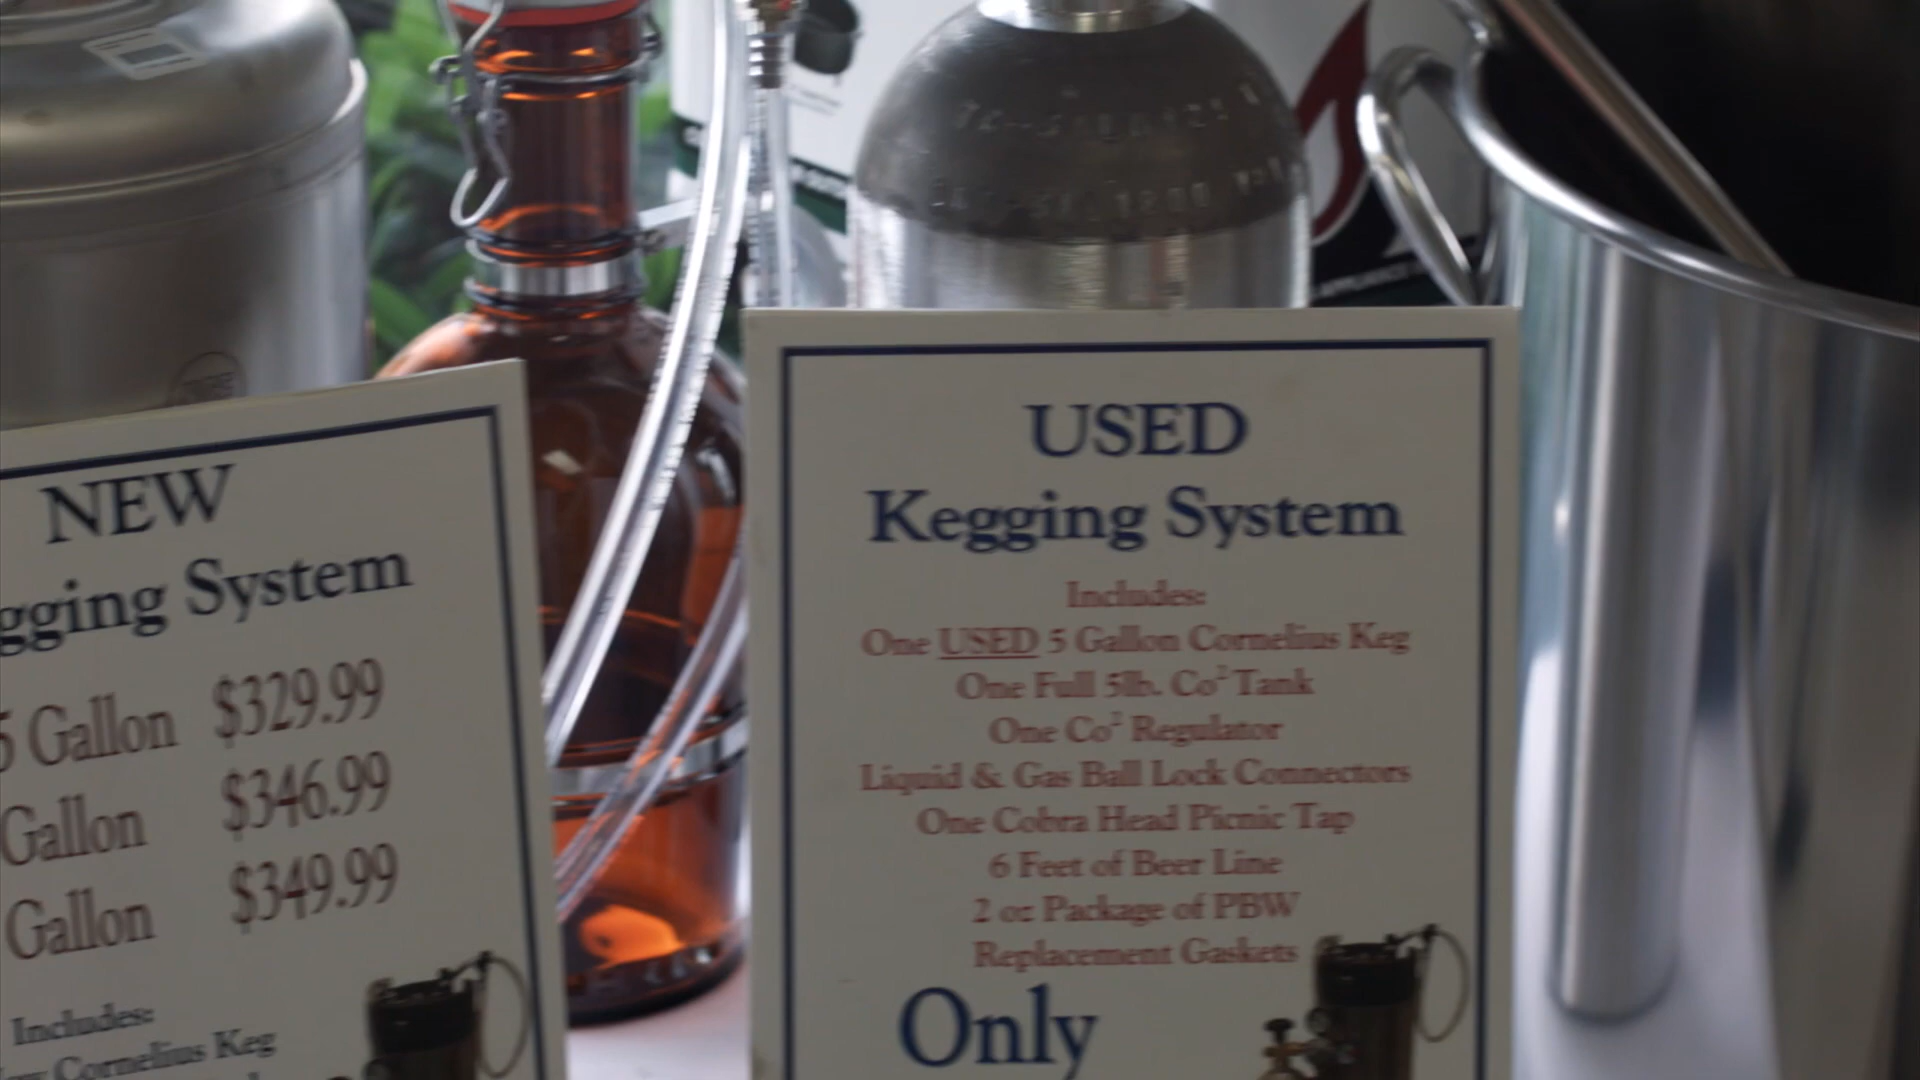 NEW
gging System
5 Gallon $329.99
Gallon $346.99
Gallon $349.99
Includes:
Cornelius Keg
USED
Kegging System
Includes:
One USED 5 Gallon Cornelius Keg
One Full 5lb. Co² Tank
One Co² Regulator
Liquid & Gas Ball Lock Connectors
One Cobra Head Picnic Tap
6 Feet of Beer Line
2 oz Package of PBW
Replacement Gaskets
Only